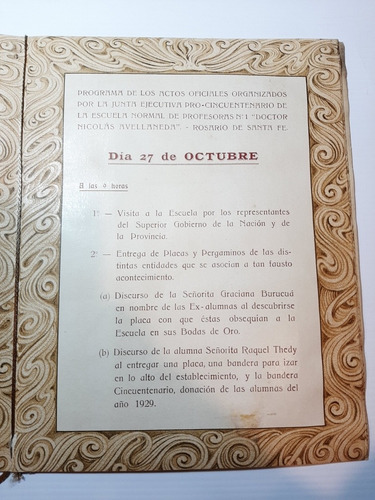 PROGRAMA DE LOS ACTOS OFICIALES ORGANIZADOS
POR LA JUNTA EJECUTIVA PRO-CINCUENTENARIO DE
LA ESCUELA NORMAL DE PROFESORAS Nº 1 "DOCTOR
NICOLAS AVELLANEDA" - ROSARIO DE SANTA FE.
Día 27 de OCTUBRE
A las 9 horas
1º — Visita a la Escuela por los representantes
del Superior Gobierno de la Nación y de
la Provincia.
2º — Entrega de Placas y Pergaminos de las dis-
tintas entidades que se asocian a tan fausto
acontecimiento.
(a) Discurso de la Señorita Graciana Barucuá
en nombre de las Ex-alumnas al descubrirse
la placa con que éstas obsequian a la
Escuela en sus Bodas de Oro.
(b) Discurso de la alumna Señorita Raquel Thedy
al entregar una placa, una bandera para izar
en lo alto del establecimiento, y la bandera
Cincuentenario, donación de las alumnas del
año 1929.